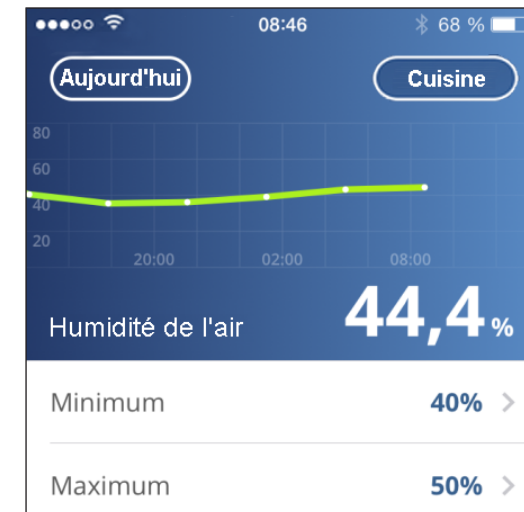 08:46 68 %
Aujourd'hui Cuisine
80
60
40
20
20:00 02:00 08:00
Humidité de l'air 44,4 %
Minimum 40%
Maximum 50%